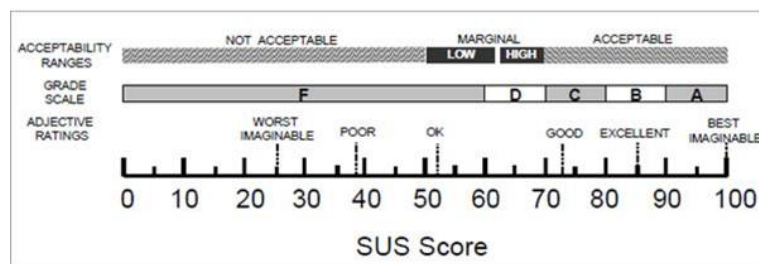 ACCEPTABILITY RANGES
NOT ACCEPTABLE
MARGINAL
ACCEPTABLE
LOW
HIGH
GRADE SCALE
F
D
C
B
A
ADJECTIVE RATINGS
WORST IMAGINABLE
POOR
OK
GOOD
EXCELLENT
BEST IMAGINABLE
0 10 20 30 40 50 60 70 80 90 100
SUS Score